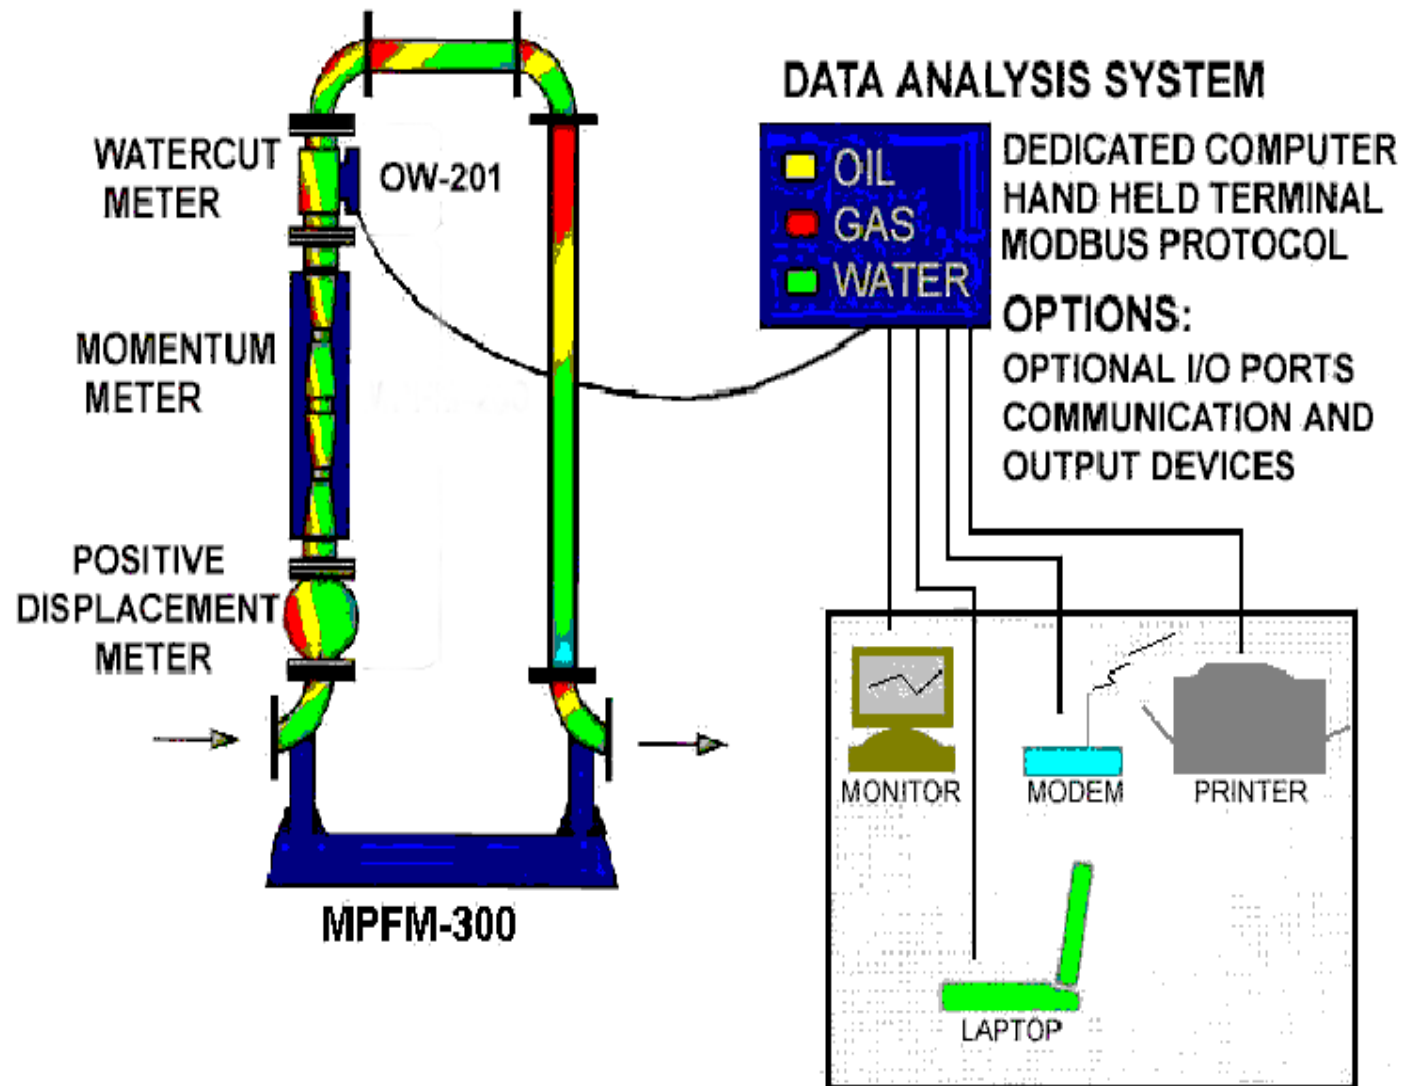 DATA ANALYSIS SYSTEM
WATERCUT
METER
OW-201
OIL
GAS
WATER
DEDICATED COMPUTER
HAND HELD TERMINAL
MODBUS PROTOCOL
OPTIONS:
OPTIONAL I/O PORTS
COMMUNICATION AND
OUTPUT DEVICES
MOMENTUM
METER
POSITIVE
DISPLACEMENT
METER
MPFM-300
MONITOR
MODEM
PRINTER
LAPTOP